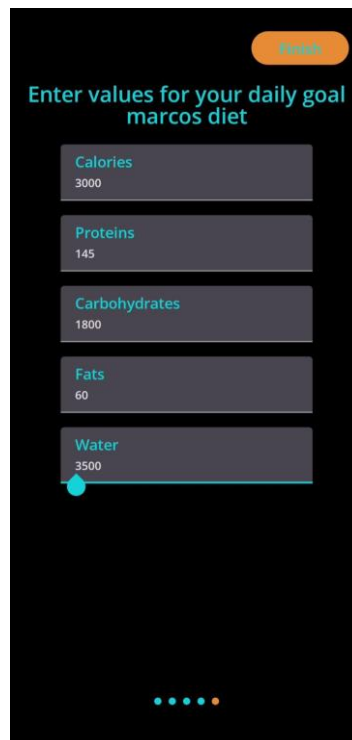 Finish
Enter values for your daily goal
marcos diet
Calories
3000
Proteins
145
Carbohydrates
1800
Fats
60
Water
3500